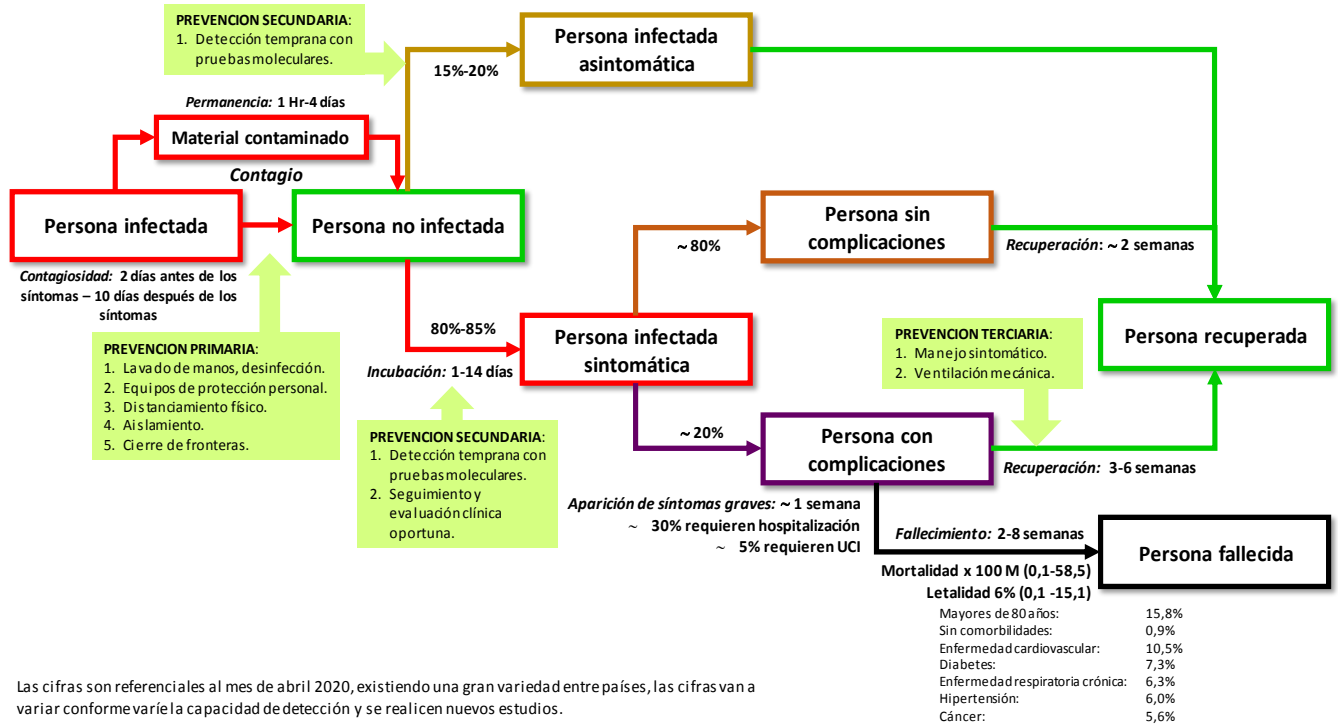 PREVENCION SECUNDARIA:
1. Detección temprana con
pruebas moleculares.
15%-20%
Persona infectada
asintomática
Permanencia: 1 Hr-4 días
Material contaminado
Contagio
Persona infectada
Persona no infectada
Contagiosidad: 2 días antes de los
síntomas – 10 días después de los
síntomas
PREVENCION PRIMARIA:
1. Lavado de manos, desinfección.
2. Equipos de protección personal.
3. Distanciamiento físico.
4. Aislamiento.
5. Cierre de fronteras.
80%-85%
Incubación: 1-14 días
PREVENCION SECUNDARIA:
1. Detección temprana con
pruebas moleculares.
2. Seguimiento y
evaluación clínica
oportuna.
Persona infectada
sintomática
~ 80%
Persona sin
complicaciones
Recuperación: ~ 2 semanas
~ 20%
Persona con
complicaciones
PREVENCION TERCIARIA:
1. Manejo sintomático.
2. Ventilación mecánica.
Recuperación: 3-6 semanas
Persona recuperada
Aparición de síntomas graves: ~ 1 semana
~ 30% requieren hospitalización
~ 5% requieren UCI
Fallecimiento: 2-8 semanas
Persona fallecida
Mortalidad x 100 M (0,1-58,5)
Letalidad 6% (0,1 -15,1)
Mayores de 80 años: 15,8%
Sin comorbilidades: 0,9%
Enfermedad cardiovascular: 10,5%
Diabetes: 7,3%
Enfermedad respiratoria crónica: 6,3%
Hipertensión: 6,0%
Cáncer: 5,6%
Las cifras son referenciales al mes de abril 2020, existiendo una gran variedad entre países, las cifras van a
variar conforme varíe la capacidad de detección y se realicen nuevos estudios.